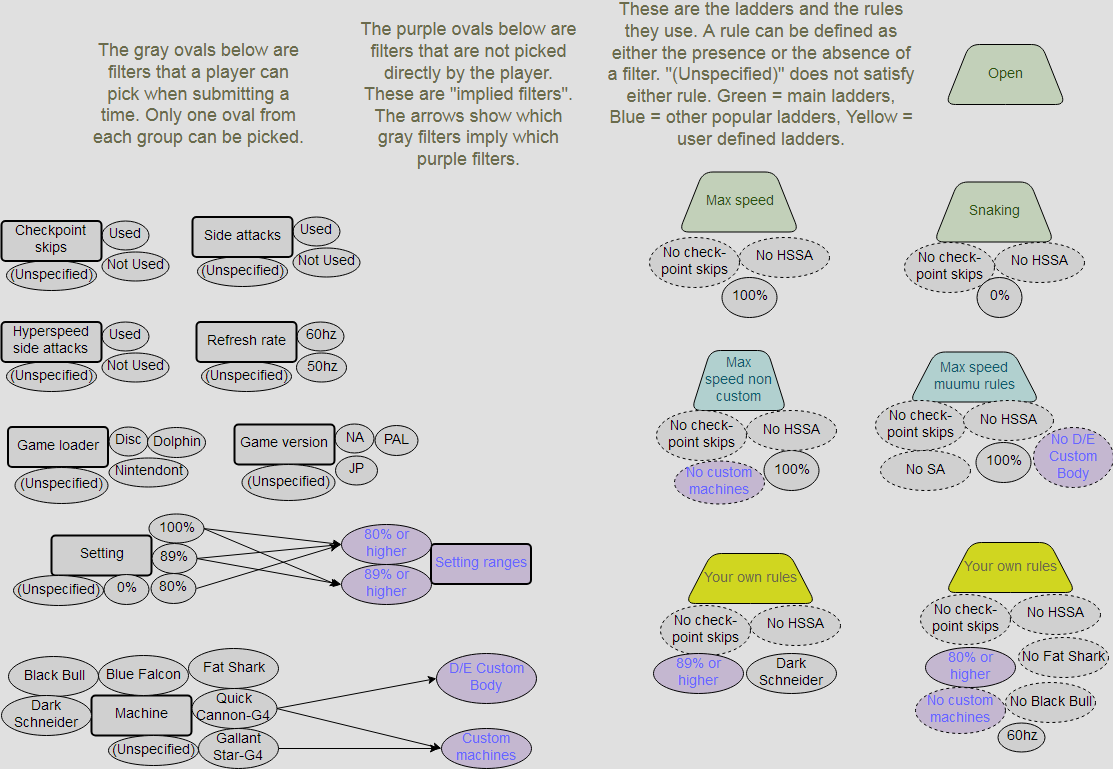 The gray ovals below are
filters that a player can
pick when submitting a
time. Only one oval from
each group can be picked.
The purple ovals below are
filters that are not picked
directly by the player.
These are "implied filters".
The arrows show which
gray filters imply which
purple filters.
These are the ladders and the rules
they use. A rule can be defined as
either the presence or the absence of
a filter. "(Unspecified)" does not satisfy
either rule. Green = main ladders,
Blue = other popular ladders, Yellow =
user defined ladders.
Open
Checkpoint
skips
Used
Not Used
(Unspecified)
Side attacks
Used
Not Used
(Unspecified)
Hyperspeed
side attacks
Used
Not Used
(Unspecified)
Refresh rate
60hz
50hz
(Unspecified)
Game loader
Disc
Dolphin
Nintendont
(Unspecified)
Game version
NA
PAL
JP
(Unspecified)
Setting
100%
89%
80%
0%
(Unspecified)
80% or
higher
89% or
higher
Setting ranges
Black Bull
Blue Falcon
Fat Shark
Dark
Schneider
Machine
Quick
Cannon-G4
(Unspecified)
Gallant
Star-G4
D/E Custom
Body
Custom
machines
Max speed
No check-
point skips
No HSSA
100%
Snaking
No check-
point skips
No HSSA
0%
Max
speed non
custom
No check-
point skips
No HSSA
No custom
machines
100%
Max speed
muumu rules
No check-
point skips
No HSSA
No SA
100%
No D/E
Custom
Body
Your own rules
No check-
point skips
No HSSA
89% or
higher
Dark
Schneider
Your own rules
No check-
point skips
No HSSA
80% or
higher
No Fat Shark
No custom
machines
No Black Bull
60hz